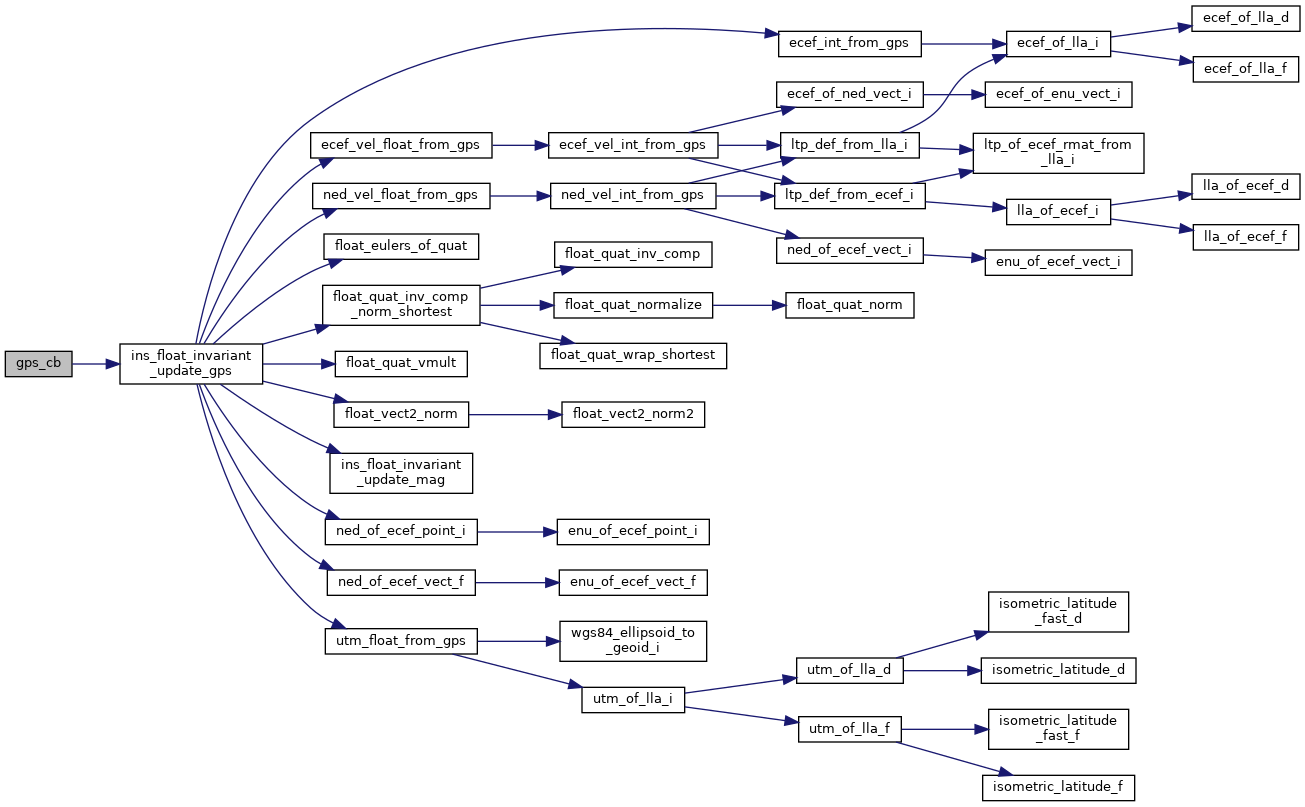 gps_cb
ins_float_invariant
_update_gps
ecef_int_from_gps
ecef_vel_float_from_gps
ned_vel_float_from_gps
float_eulers_of_quat
float_quat_inv_comp
_norm_shortest
float_quat_vmult
float_vect2_norm
ins_float_invariant
_update_mag
ned_of_ecef_point_i
ned_of_ecef_vect_f
utm_float_from_gps
ecef_vel_int_from_gps
ned_vel_int_from_gps
float_quat_inv_comp
float_quat_normalize
float_quat_wrap_shortest
float_vect2_norm2
enu_of_ecef_point_i
enu_of_ecef_vect_f
wgs84_ellipsoid_to
_geoid_i
utm_of_lla_i
ecef_of_ned_vect_i
ltp_def_from_lla_i
ltp_def_from_ecef_i
ned_of_ecef_vect_i
float_quat_norm
utm_of_lla_d
utm_of_lla_f
ecef_of_lla_i
ecef_of_enu_vect_i
ltp_of_ecef_rmat_from
_lla_i
lla_of_ecef_i
enu_of_ecef_vect_i
isometric_latitude
_fast_d
isometric_latitude_d
isometric_latitude
_fast_f
isometric_latitude_f
ecef_of_lla_d
ecef_of_lla_f
lla_of_ecef_d
lla_of_ecef_f